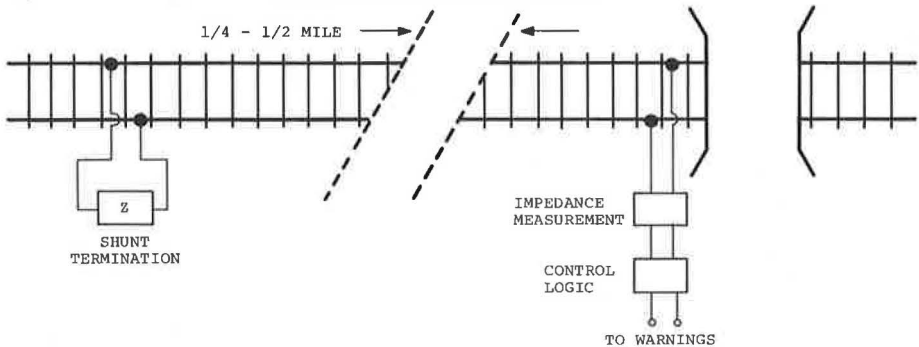 1/4 - 1/2 MILE
Z
SHUNT
TERMINATION
IMPEDANCE
MEASUREMENT
CONTROL
LOGIC
TO WARNINGS